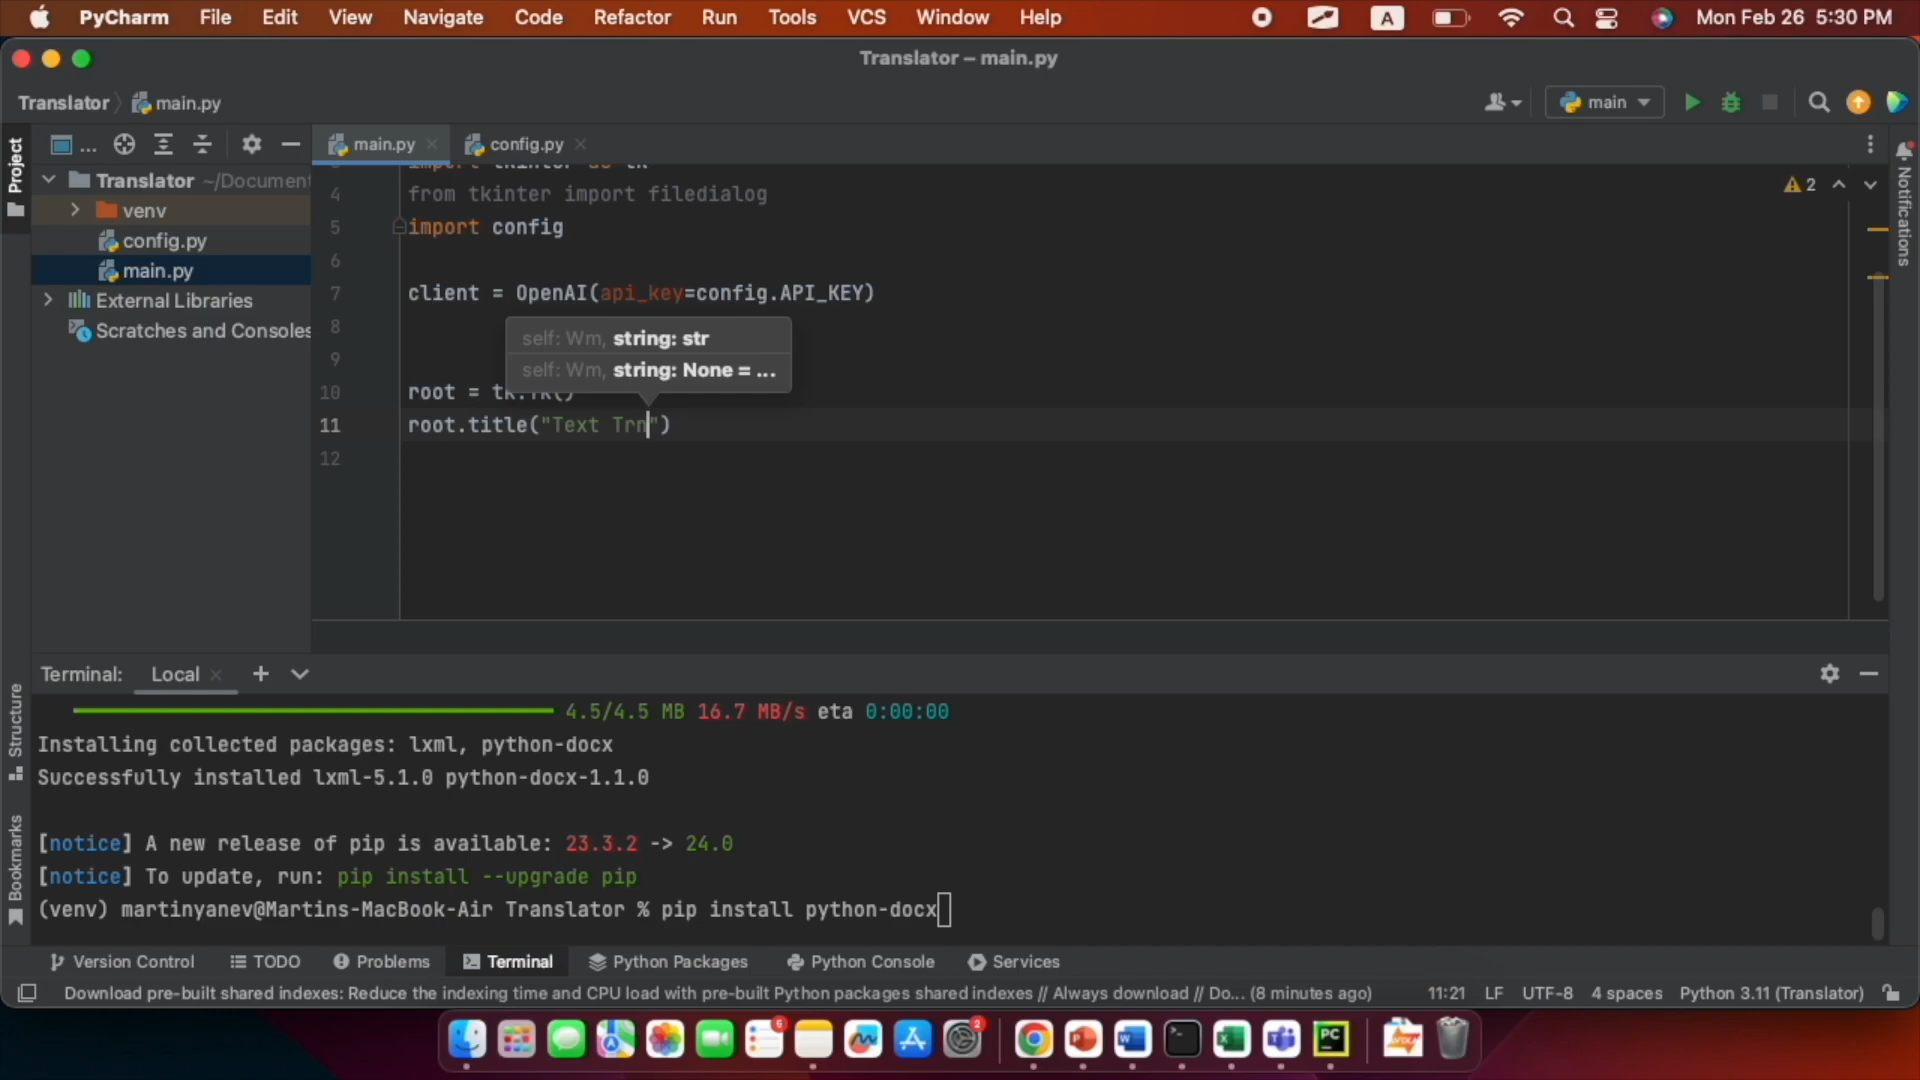 PyCharm File Edit View Navigate Code Refactor Run Tools VCS Window Help A Mon Feb 26 5:30 PM
Translator – main.py
Translator main.py main
Project ... main.py config.py
Translator ~/Document
venv
config.py
main.py
External Libraries
Scratches and Consoles
4 from tkinter import filedialog
5 import config
6
7 client = OpenAI(api_key=config.API_KEY)
8
9
10 root = tk.Tk()
11 root.title("Text Trn")
12
self: Wm, string: str
self: Wm, string: None = ...
2
Notifications
Terminal: Local
4.5/4.5 MB 16.7 MB/s eta 0:00:00
Installing collected packages: lxml, python-docx
Successfully installed lxml-5.1.0 python-docx-1.1.0
[notice] A new release of pip is available: 23.3.2 -> 24.0
[notice] To update, run: pip install --upgrade pip
(venv) martinyanev@Martins-MacBook-Air Translator % pip install python-docx
Structure
Bookmarks
Version Control TODO Problems Terminal Python Packages Python Console Services
Download pre-built shared indexes: Reduce the indexing time and CPU load with pre-built Python packages shared indexes // Always download // Do... (8 minutes ago) 11:21 LF UTF-8 4 spaces Python 3.11 (Translator)
6 2 PC